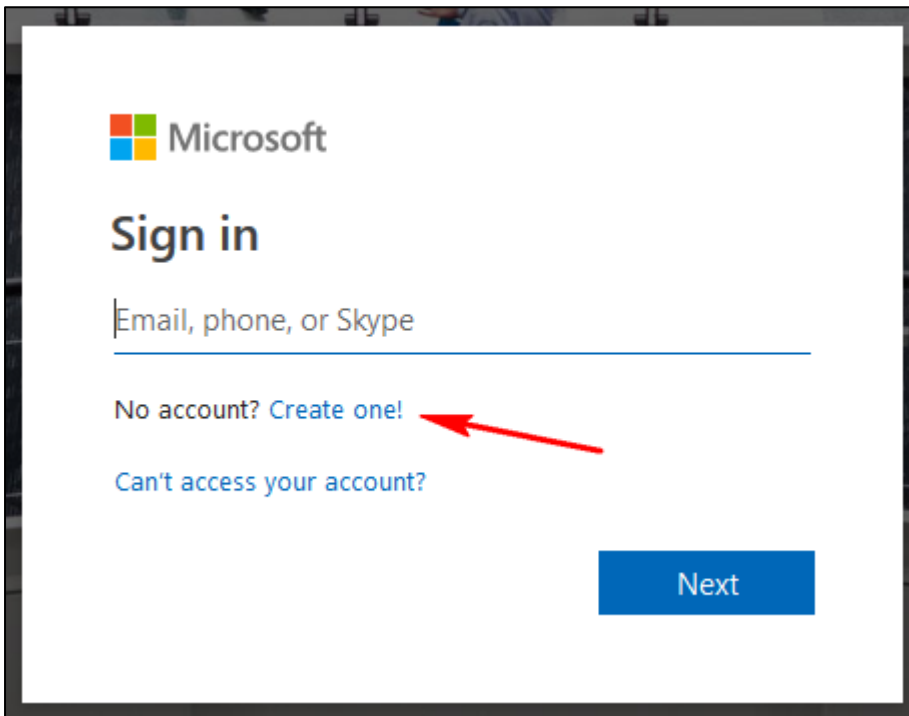 Microsoft
Sign in
Email, phone, or Skype
No account? Create one!
Can't access your account?
Next